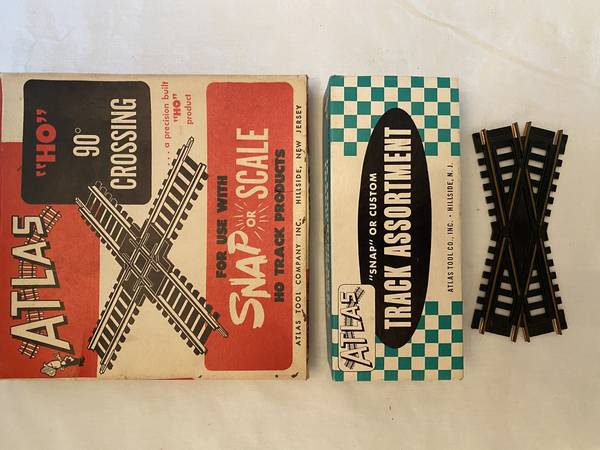 "HO"
90°
CROSSING
... a precision built
"HO"
product
ATLAS
FOR USE WITH
SNAP OR SCALE
HO TRACK PRODUCTS
ATLAS TOOL COMPANY INC. HILLSIDE, NEW JERSEY
ATLAS
"SNAP" OR CUSTOM
TRACK ASSORTMENT
ATLAS TOOL CO., INC. • HILLSIDE, N. J.